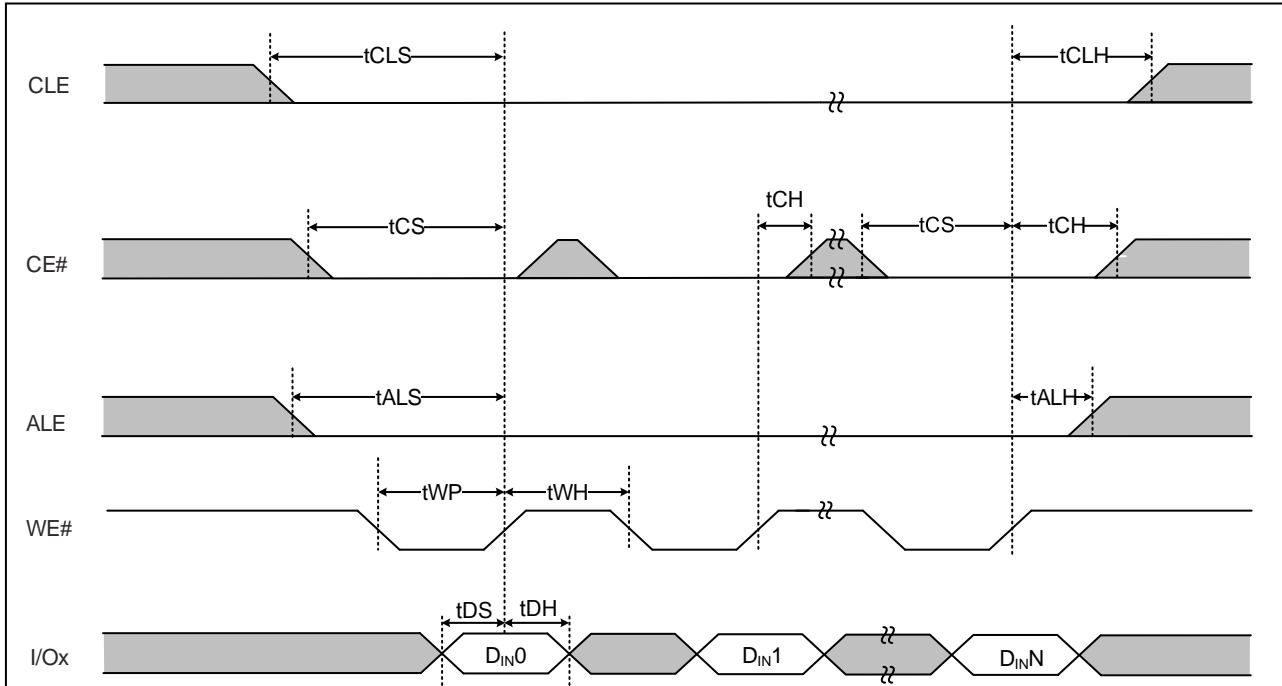 tCLS
tCLH
CLE
tCH
tCS
tCS
tCH
CE#
tALS
tALH
ALE
tWP
tWH
WE#
tDS
tDH
I/Ox
DIN0
DIN1
DINN